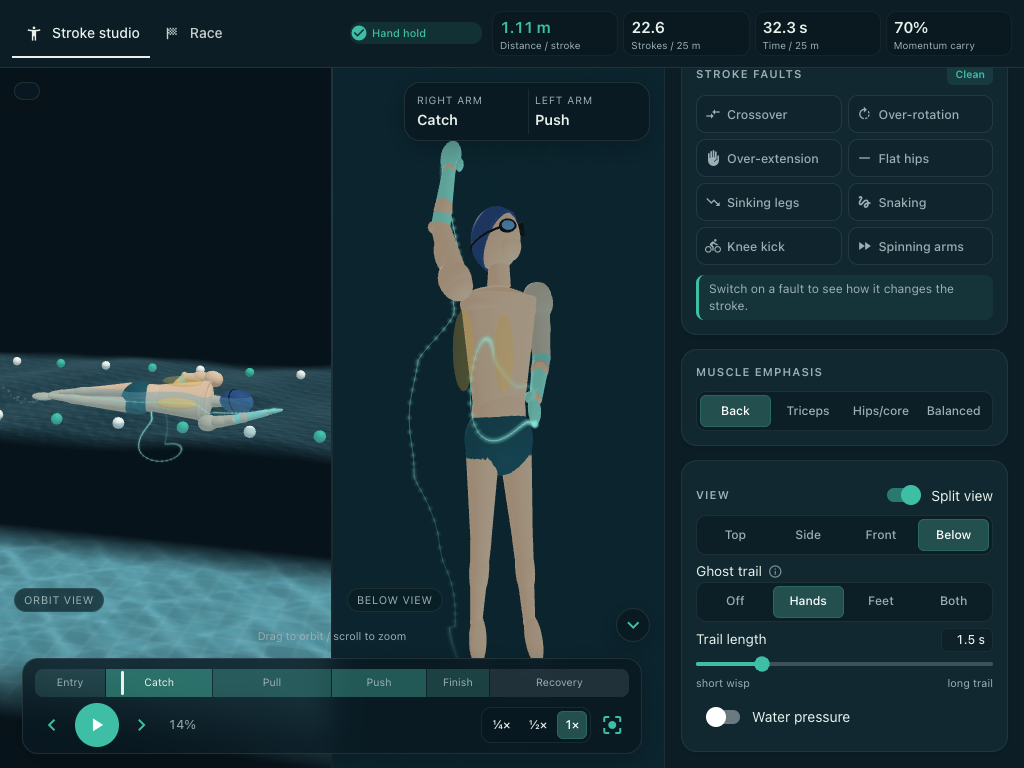 Stroke studio
Race
Hand hold
1.11 m
Distance / stroke
22.6
Strokes / 25 m
32.3 s
Time / 25 m
70%
Momentum carry
RIGHT ARM
Catch
LEFT ARM
Push
ORBIT VIEW
BELOW VIEW
Drag to orbit / scroll to zoom
Entry
Catch
Pull
Push
Finish
Recovery
14%
¼×
½×
1×
STROKE FAULTS
Clean
Crossover
Over-rotation
Over-extension
Flat hips
Sinking legs
Snaking
Knee kick
Spinning arms
Switch on a fault to see how it changes the
stroke.
MUSCLE EMPHASIS
Back
Triceps
Hips/core
Balanced
VIEW
Split view
Top
Side
Front
Below
Ghost trail
Off
Hands
Feet
Both
Trail length
1.5 s
short wisp
long trail
Water pressure